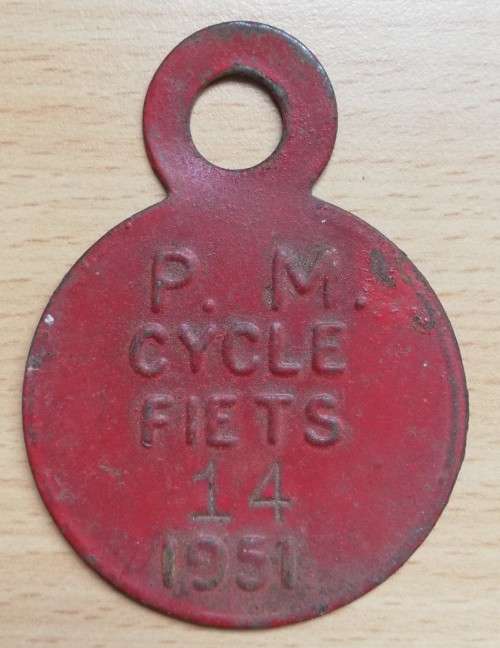 P. M.
CYCLE
FIETS
14
1951